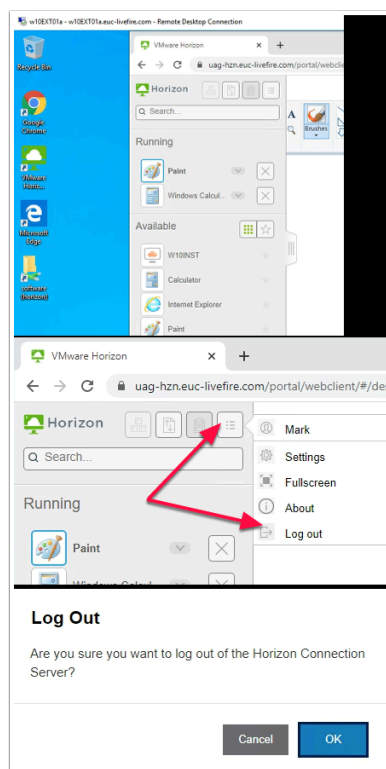 w10EXT01a - w10EXT01a.euc-livefire.com - Remote Desktop Connection
Recycle Bin
Google Chrome
VMware Horiz...
Microsoft Edge
software (horizon)
VMware Horizon
uag-hzn.euc-livefire.com/portal/webclie
Horizon
Search...
A
Brushes
Running
Paint
Windows Calcul...
Available
W10INST
Calculator
Internet Explorer
Paint
VMware Horizon
uag-hzn.euc-livefire.com/portal/webclient/#/des
Horizon
Search...
Mark
Settings
Fullscreen
About
Log out
Running
Paint
Windows Calcul
Log Out
Are you sure you want to log out of the Horizon Connection
Server?
Cancel
OK